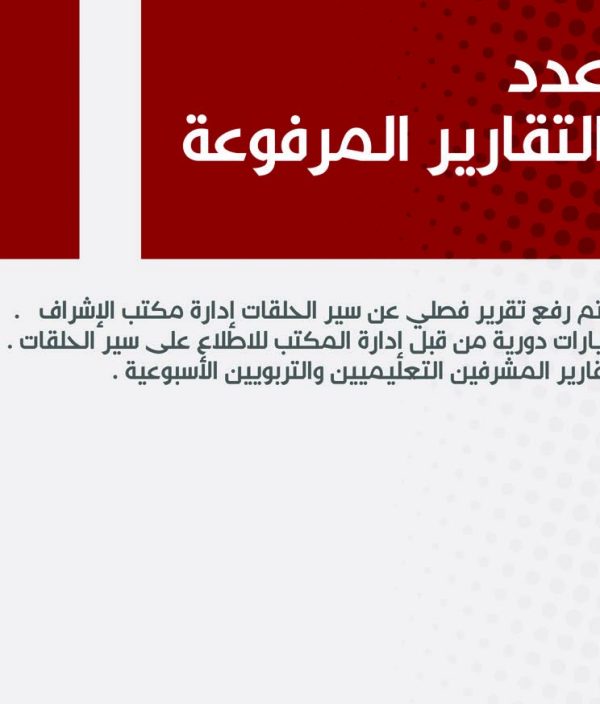 عدد
التقارير المرفوعة
تم رفع تقرير فصلي عن سير الحلقات إدارة مكتب الإشراف .
يارات دورية من قبل إدارة المكتب للاطلاع على سير الحلقات .
قارير المشرفين التعليميين والتربويين الأسبوعية .